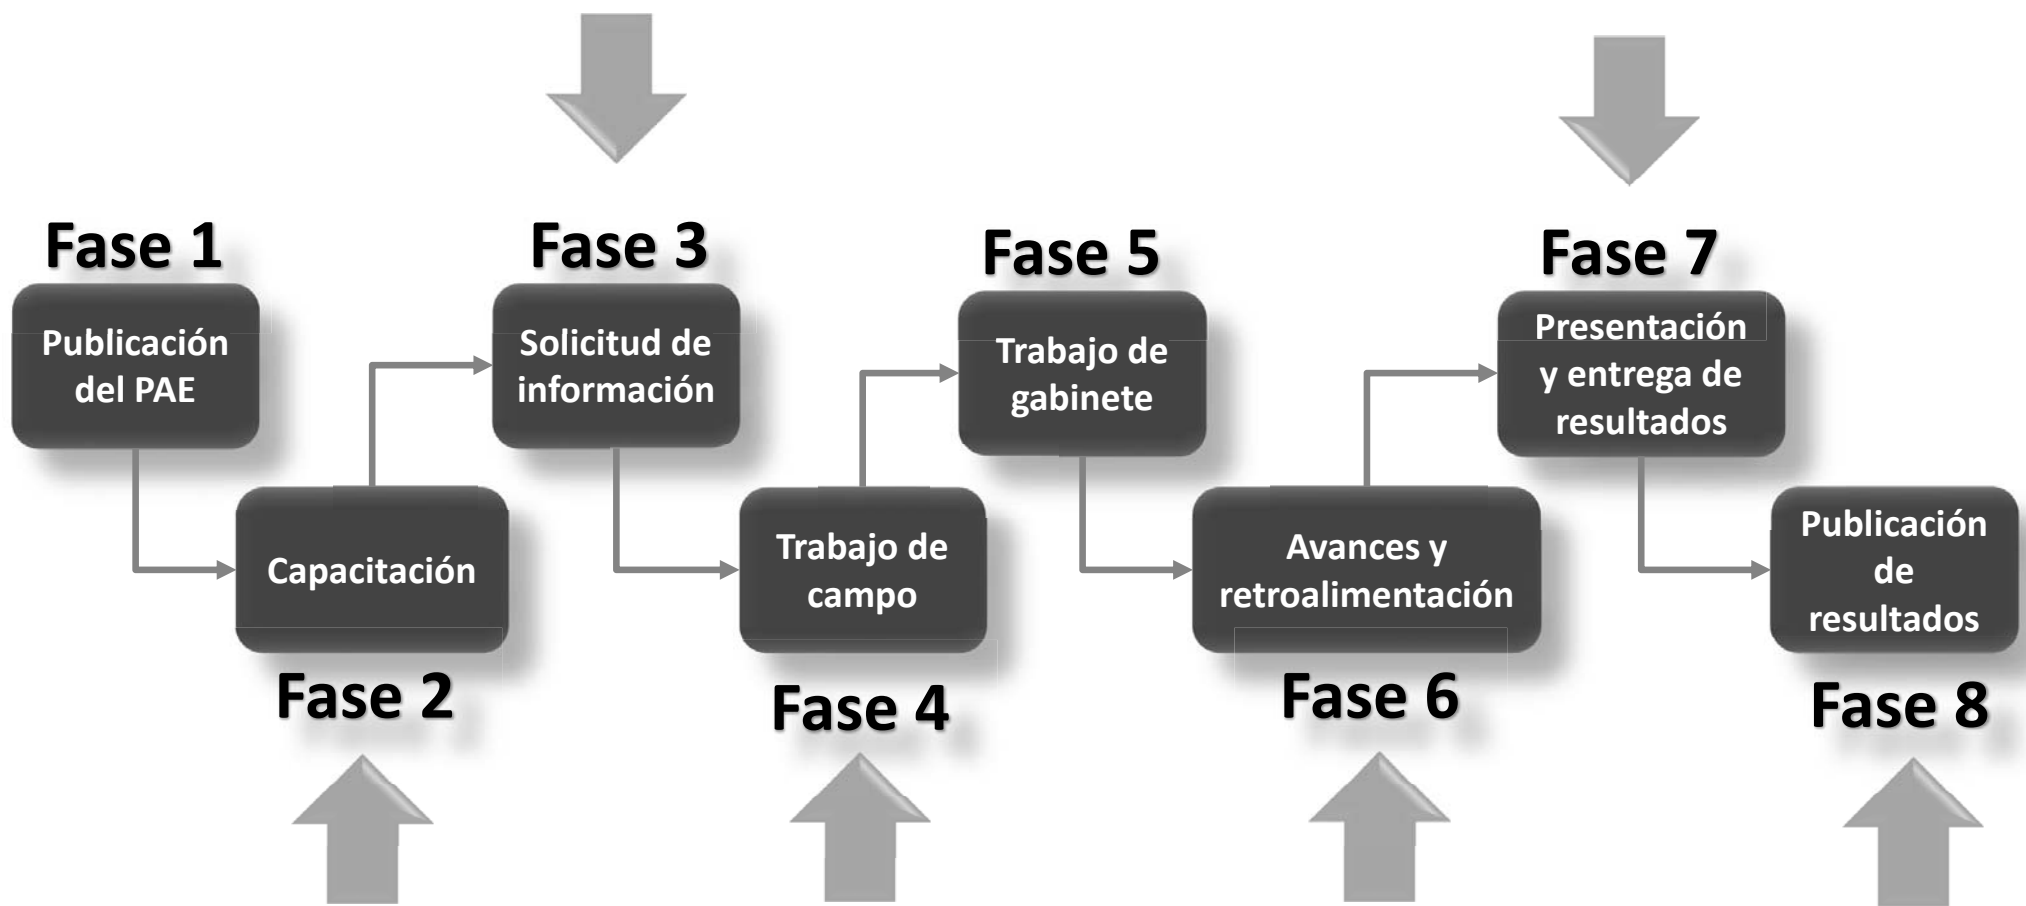 Fase 1
Publicación
del PAE
Capacitación
Fase 2
Fase 3
Solicitud de
información
Trabajo de
campo
Fase 4
Fase 5
Trabajo de
gabinete
Avances y
retroalimentación
Fase 6
Fase 7
Presentación
y entrega de
resultados
Publicación
de
resultados
Fase 8